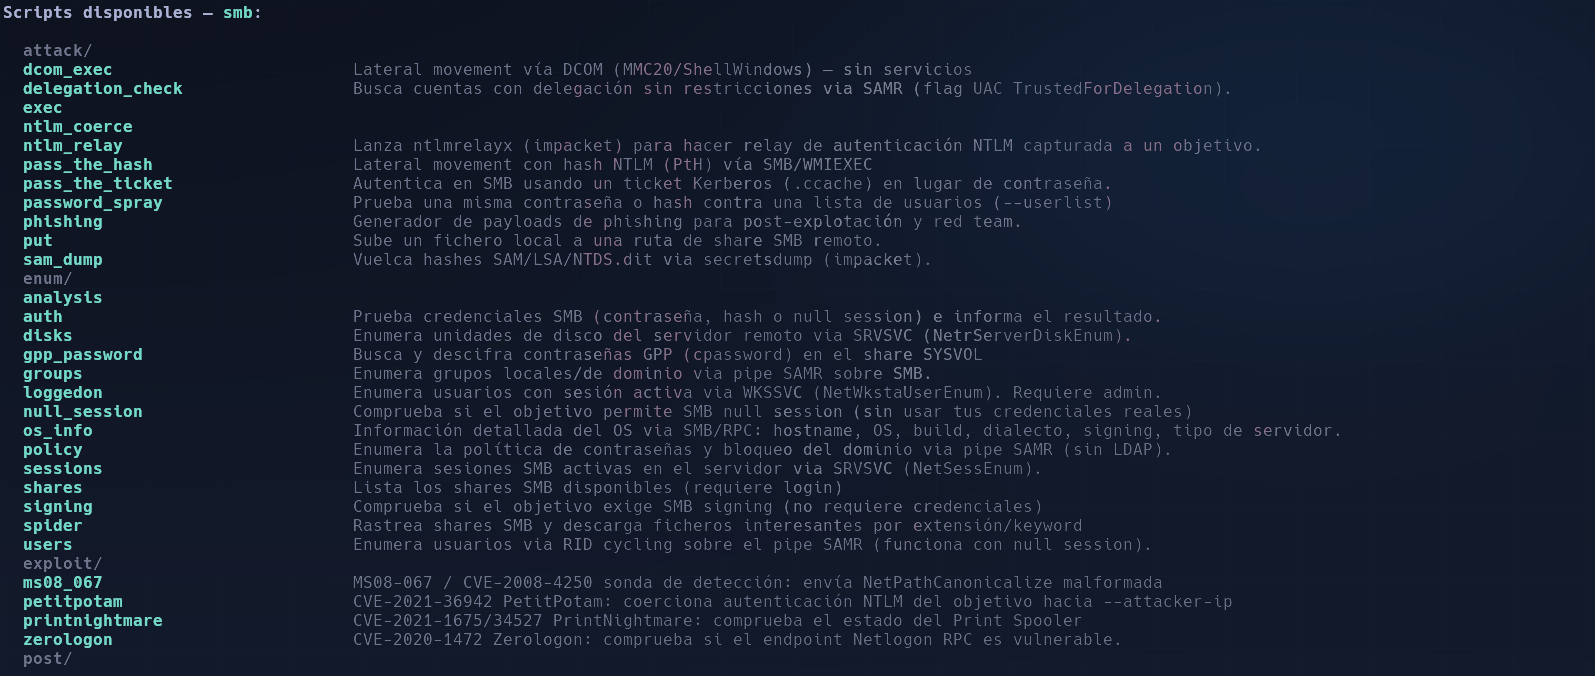 Scripts disponibles — smb:
attack/
dcom_exec Lateral movement vía DCOM (MMC20/ShellWindows) — sin servicios
delegation_check Busca cuentas con delegación sin restricciones via SAMR (flag UAC TrustedForDelegation).
exec
ntlm_coerce
ntlm_relay Lanza ntlmrelayx (impacket) para hacer relay de autenticación NTLM capturada a un objetivo.
pass_the_hash Lateral movement con hash NTLM (PtH) vía SMB/WMIEXEC
pass_the_ticket Autentica en SMB usando un ticket Kerberos (.ccache) en lugar de contraseña.
password_spray Prueba una misma contraseña o hash contra una lista de usuarios (--userlist)
phishing Generador de payloads de phishing para post-explotación y red team.
put Sube un fichero local a una ruta de share SMB remoto.
sam_dump Vuelca hashes SAM/LSA/NTDS.dit via secretsdump (impacket).
enum/
analysis
auth Prueba credenciales SMB (contraseña, hash o null session) e informa el resultado.
disks Enumera unidades de disco del servidor remoto via SRVSVC (NetrServerDiskEnum).
gpp_password Busca y descifra contraseñas GPP (cpassword) en el share SYSVOL
groups Enumera grupos locales/de dominio via pipe SAMR sobre SMB.
loggedon Enumera usuarios con sesión activa via WKSSVC (NetWkstaUserEnum). Requiere admin.
null_session Comprueba si el objetivo permite SMB null session (sin usar tus credenciales reales)
os_info Información detallada del OS via SMB/RPC: hostname, OS, build, dialecto, signing, tipo de servidor.
policy Enumera la política de contraseñas y bloqueo del dominio via pipe SAMR (sin LDAP).
sessions Enumera sesiones SMB activas en el servidor via SRVSVC (NetSessEnum).
shares Lista los shares SMB disponibles (requiere login)
signing Comprueba si el objetivo exige SMB signing (no requiere credenciales)
spider Rastrea shares SMB y descarga ficheros interesantes por extensión/keyword
users Enumera usuarios via RID cycling sobre el pipe SAMR (funciona con null session).
exploit/
ms08_067 MS08-067 / CVE-2008-4250 sonda de detección: envía NetPathCanonicalize malformada
petitpotam CVE-2021-36942 PetitPotam: coerciona autenticación NTLM del objetivo hacia --attacker-ip
printnightmare CVE-2021-1675/34527 PrintNightmare: comprueba el estado del Print Spooler
zerologon CVE-2020-1472 Zerologon: comprueba si el endpoint Netlogon RPC es vulnerable.
post/